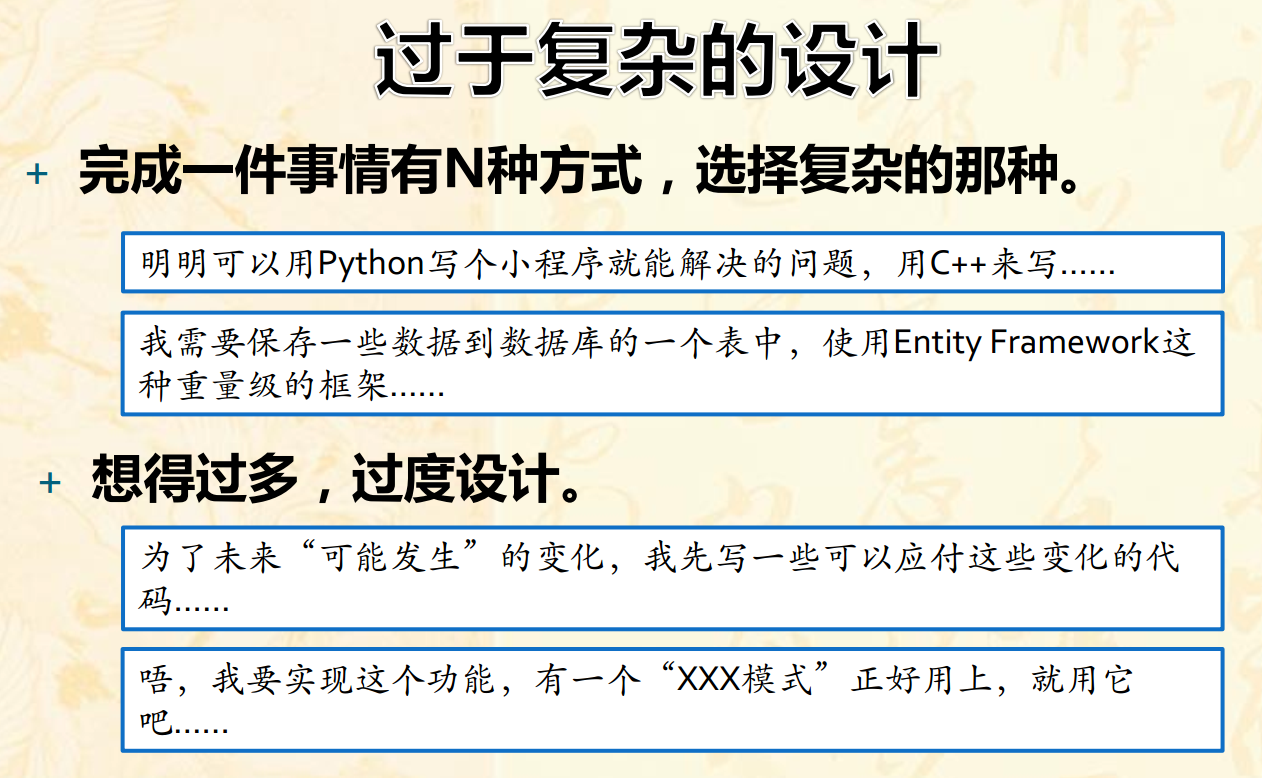 过于复杂的设计
+ 完成一件事情有N种方式，选择复杂的那种。
明明可以用Python写个小程序就能解决的问题，用C++来写……
我需要保存一些数据到数据库的一个表中，使用Entity Framework这
种重量级的框架……
+ 想得过多，过度设计。
为了未来“可能发生”的变化，我先写一些可以应付这些变化的代
码……
唔，我要实现这个功能，有一个“XXX模式”正好用上，就用它
吧……